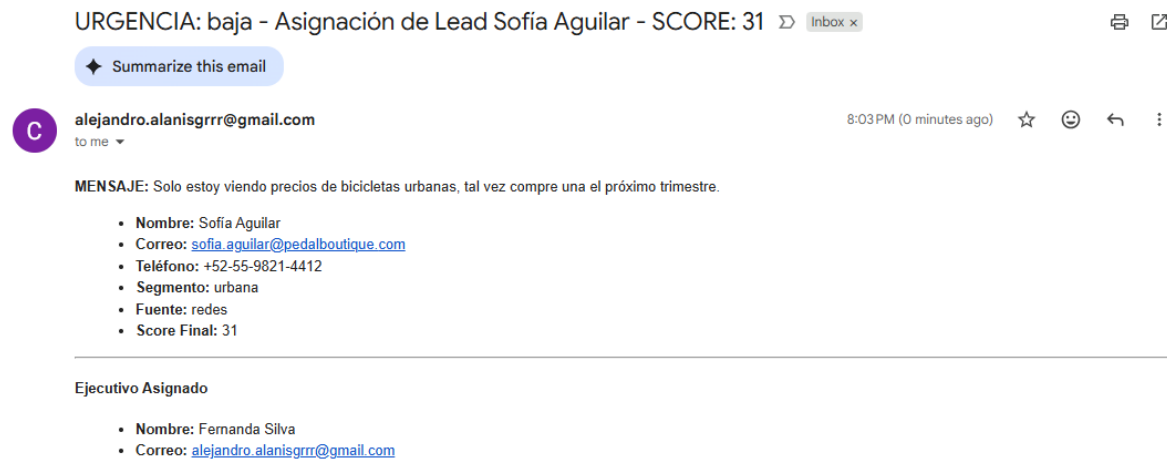 URGENCIA: baja - Asignación de Lead Sofía Aguilar - SCORE: 31 Inbox x
Summarize this email
C
alejandro.alanisgrrr@gmail.com 8:03 PM (0 minutes ago)
to me
MENSAJE: Solo estoy viendo precios de bicicletas urbanas, tal vez compre una el próximo trimestre.
• Nombre: Sofía Aguilar
• Correo: sofia.aguilar@pedalboutique.com
• Teléfono: +52-55-9821-4412
• Segmento: urbana
• Fuente: redes
• Score Final: 31
Ejecutivo Asignado
• Nombre: Fernanda Silva
• Correo: alejandro.alanisgrrr@gmail.com